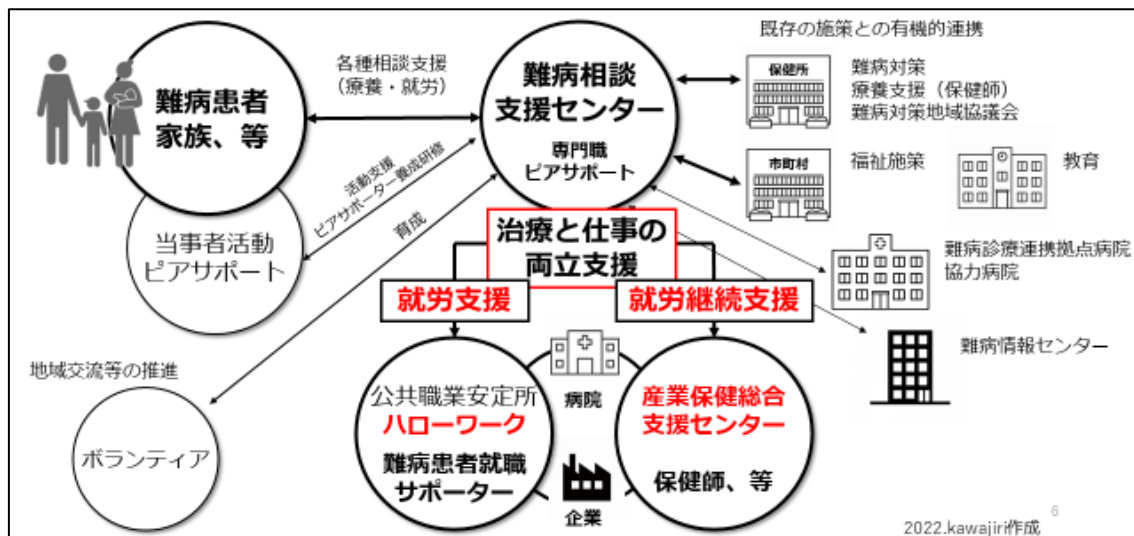 難病患者
家族、等
当事者活動
ピアサポート
各種相談支援
（療養・就労）
活動支援
ピアサポーター養成研修
育成
地域交流等の推進
ボランティア
難病相談
支援センター
専門職
ピアサポート
既存の施策との有機的連携
保健所
難病対策
療養支援（保健師）
難病対策地域協議会
市町村
福祉施策
教育
難病診療連携拠点病院
協力病院
難病情報センター
治療と仕事の
両立支援
就労支援
就労継続支援
公共職業安定所
ハローワーク
難病患者就職
サポーター
病院
企業
産業保健総合
支援センター
保健師、等
6
2022.kawajiri作成